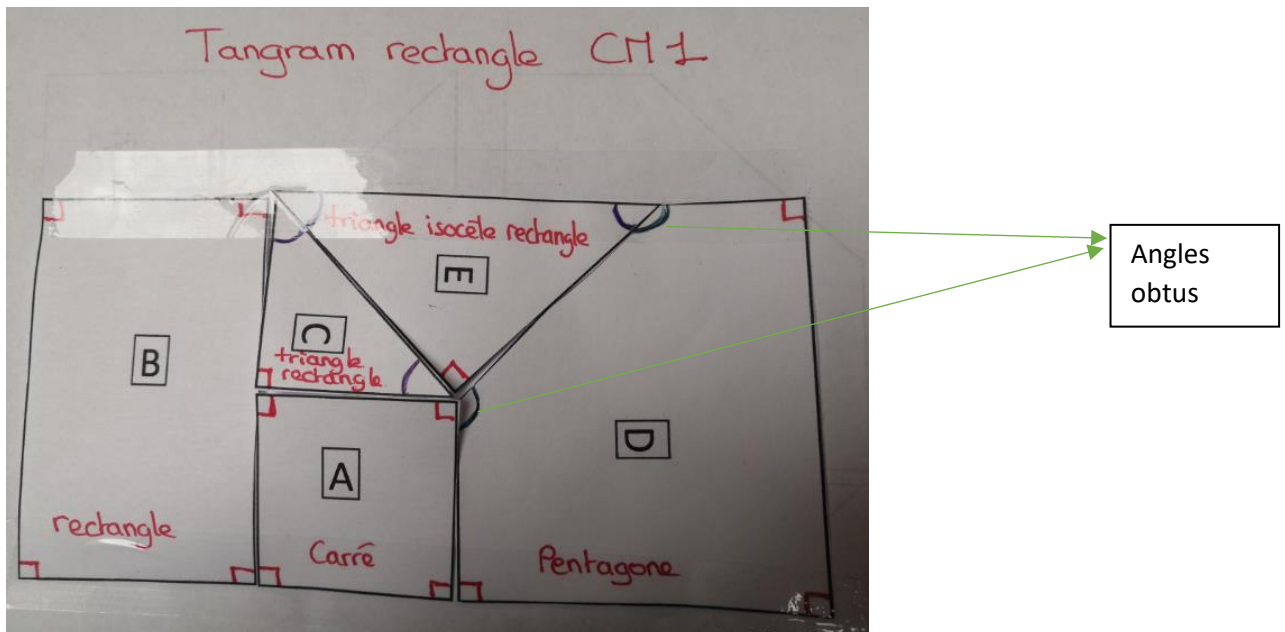 Tangram rectangle CM1
triangle isocèle rectangle
E
C
triangle
rectangle
B
D
A
rectangle
Carré
Pentagone
Angles
obtus